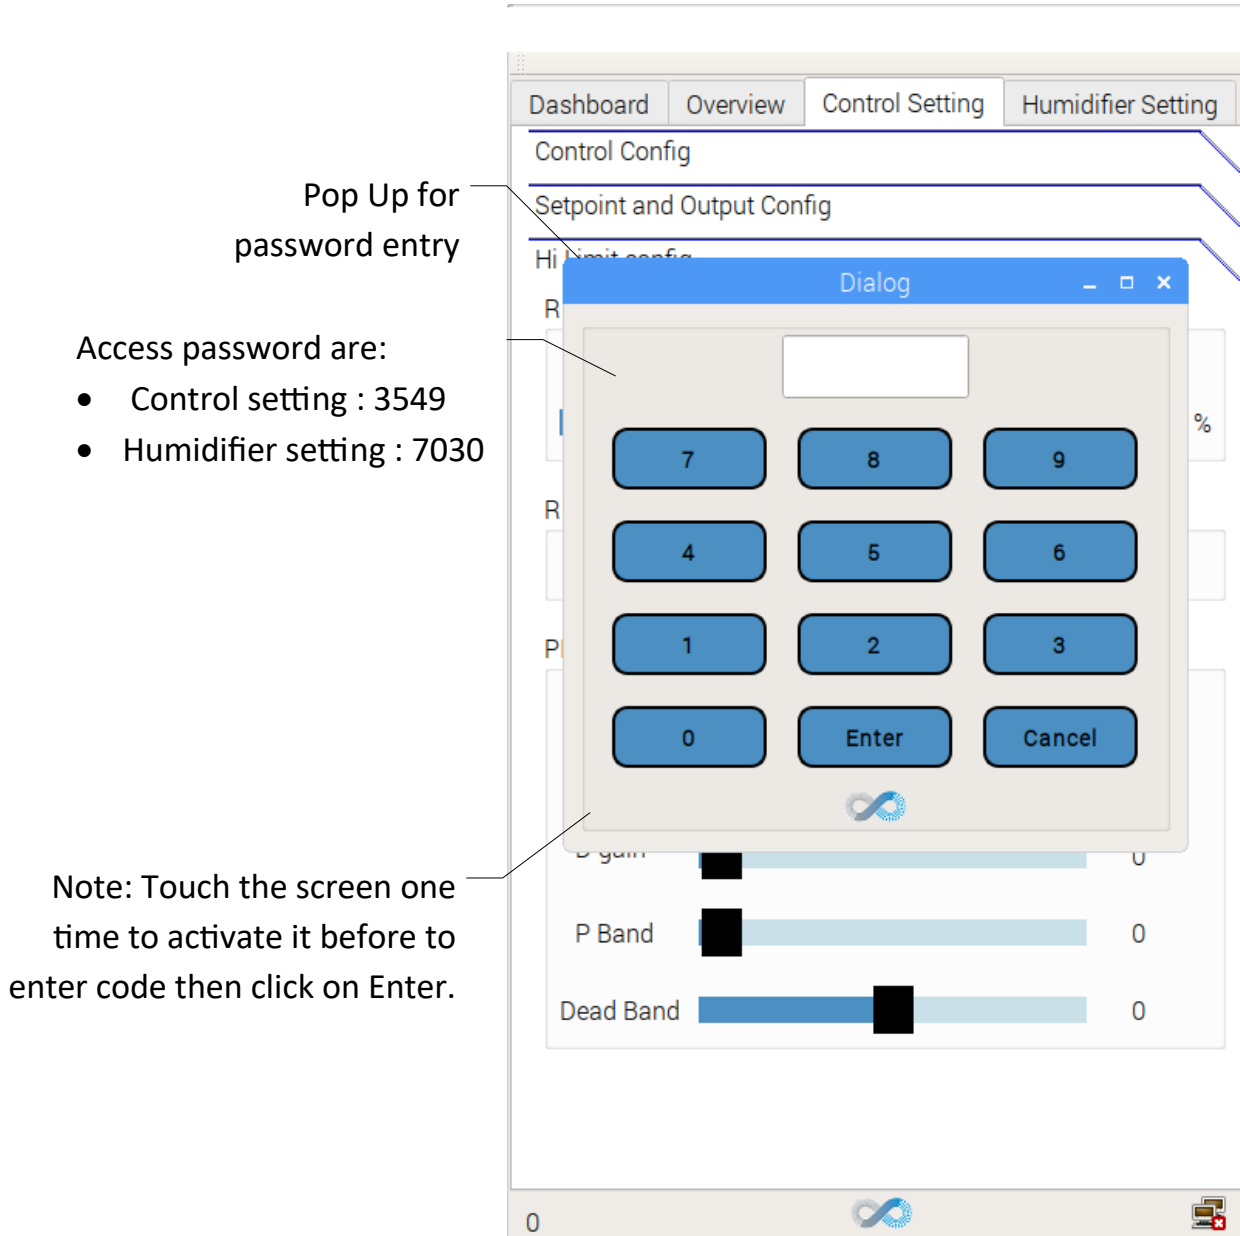 Dashboard
Overview
Control Setting
Humidifier Setting
Control Config
Setpoint and Output Config
Pop Up for
password entry
Dialog
Access password are:
• Control setting : 3549
• Humidifier setting : 7030
%
7
8
9
4
5
6
1
2
3
0
Enter
Cancel
0
Note: Touch the screen one
time to activate it before to
enter code then click on Enter.
P Band
0
Dead Band
0
0